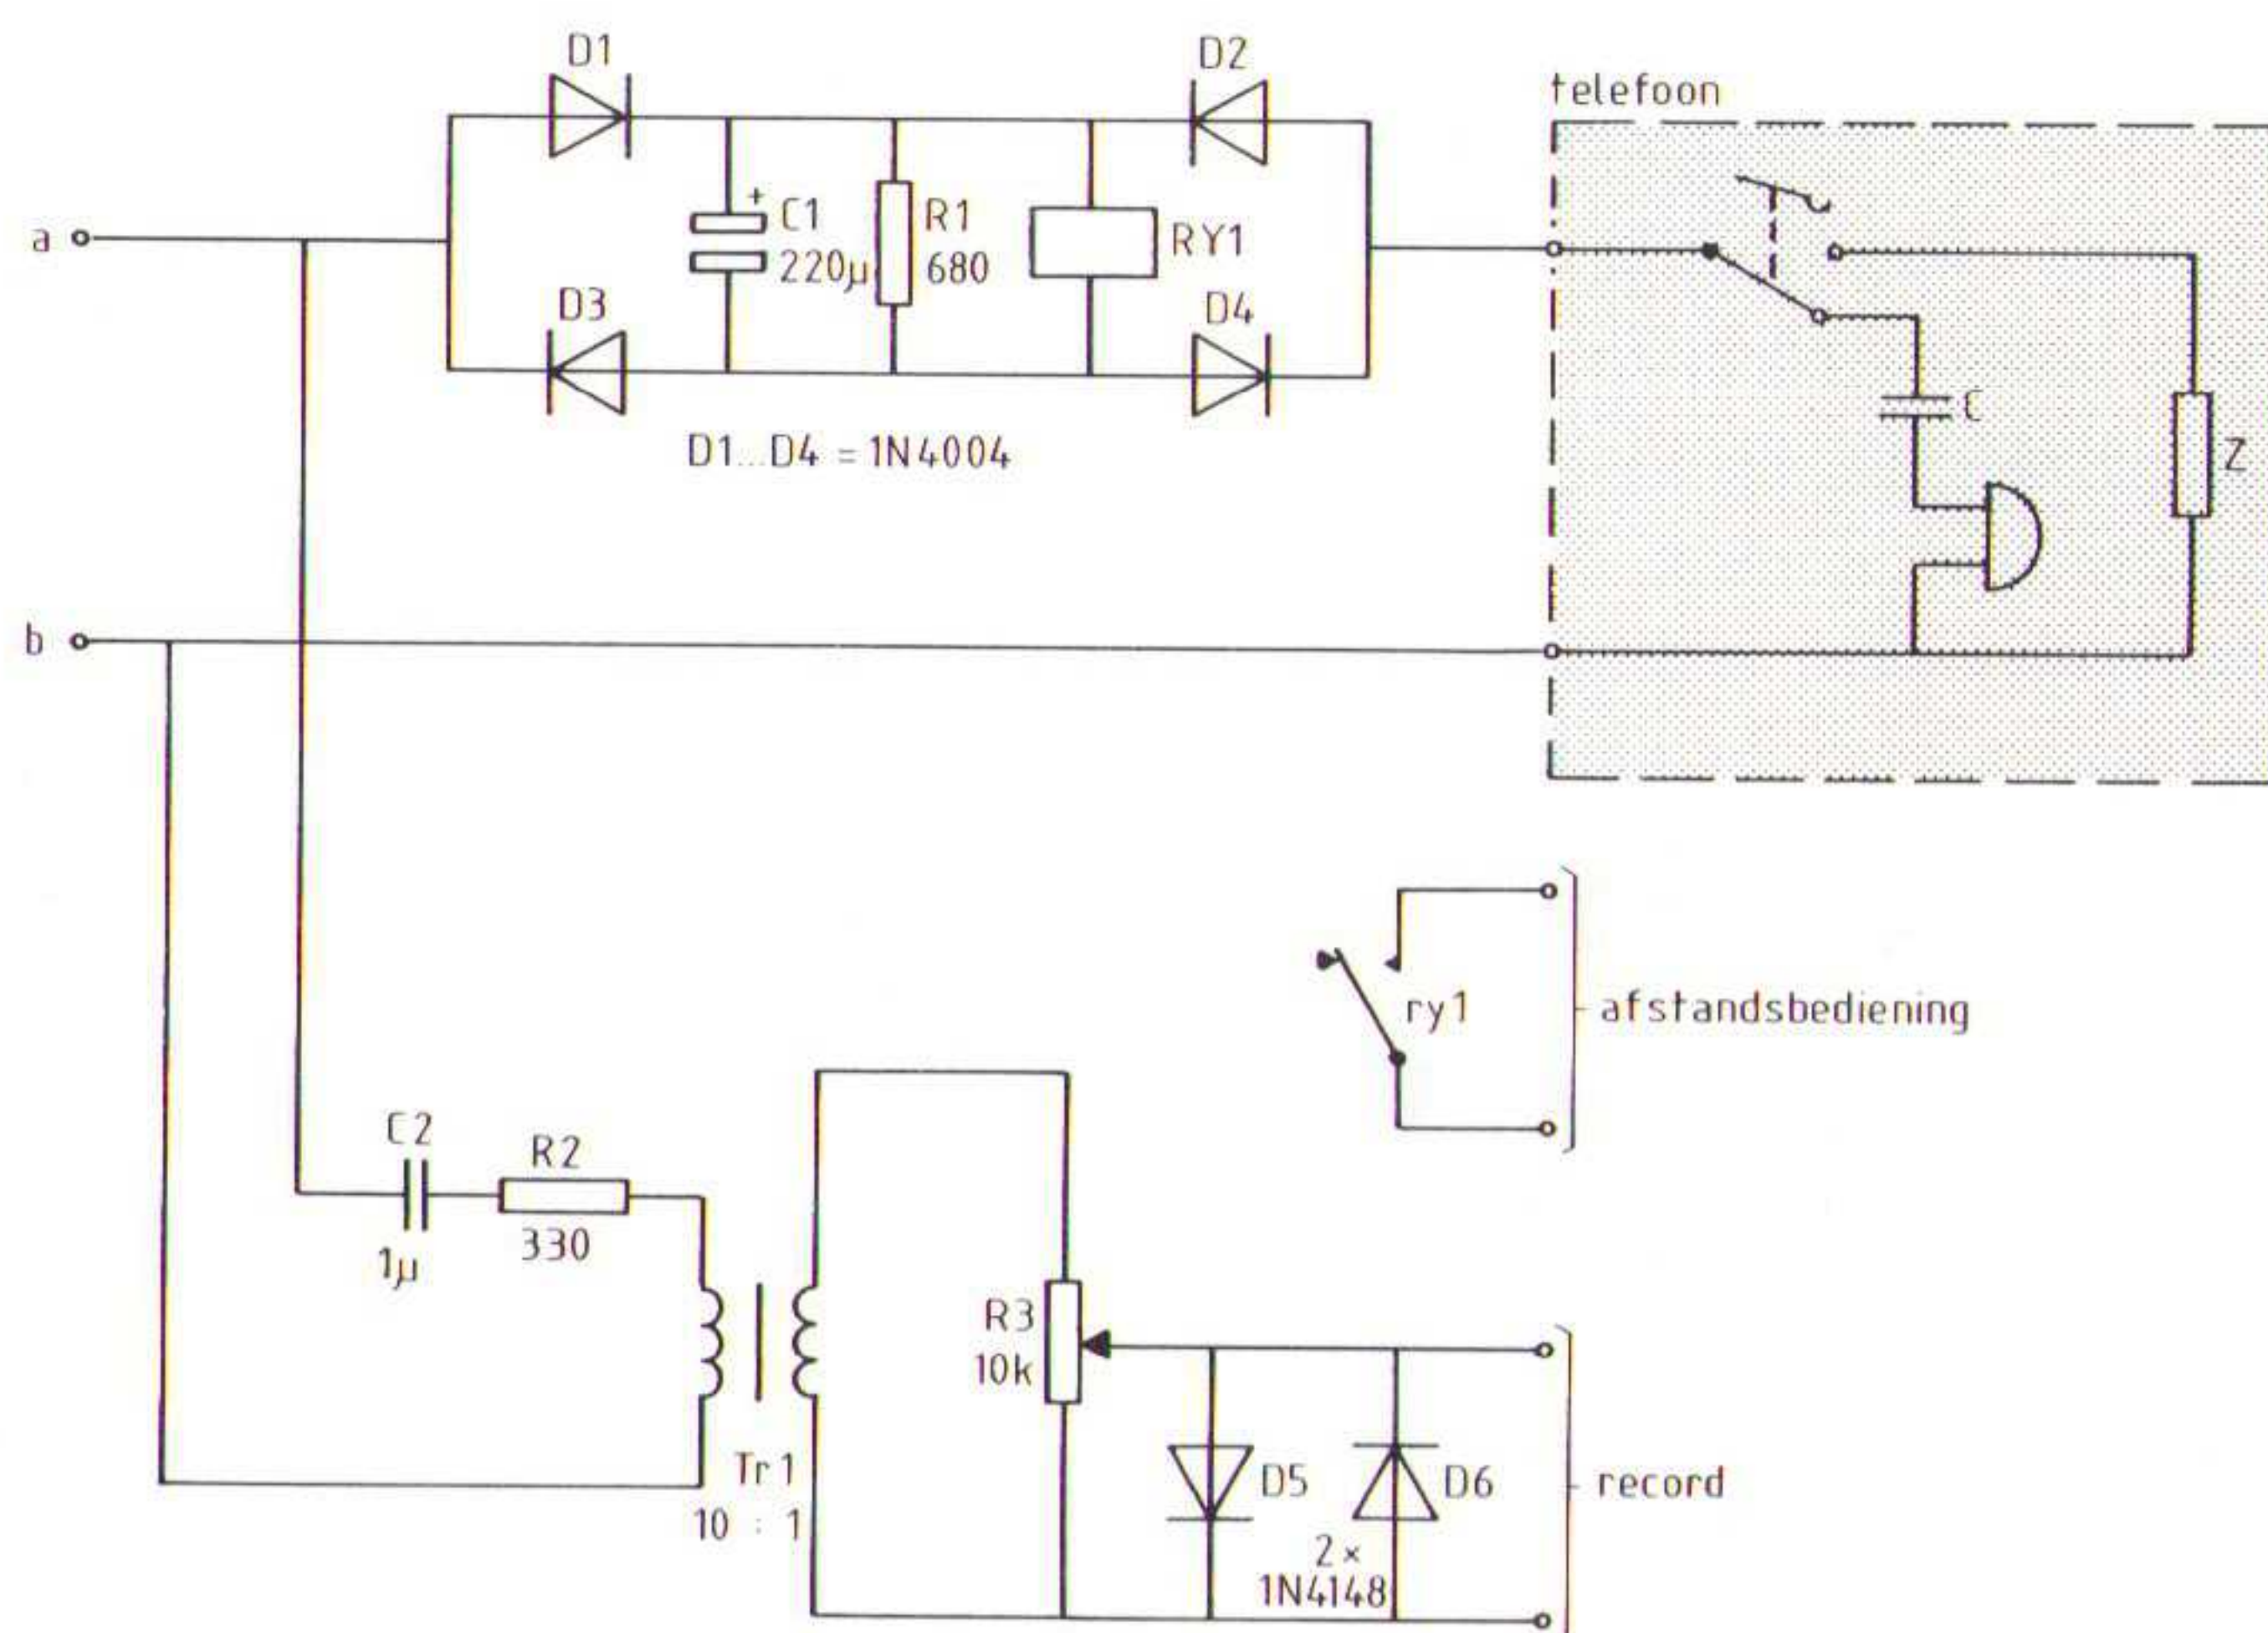 D1
D2
telefoon
a
+
C1
220µ
R1
680
RY1
D3
D4
D1...D4 = 1N4004
C
Z
b
ry1
afstandsbediening
C2
1µ
R2
330
R3
10k
Tr1
10 : 1
D5
D6
2×
1N4148
record